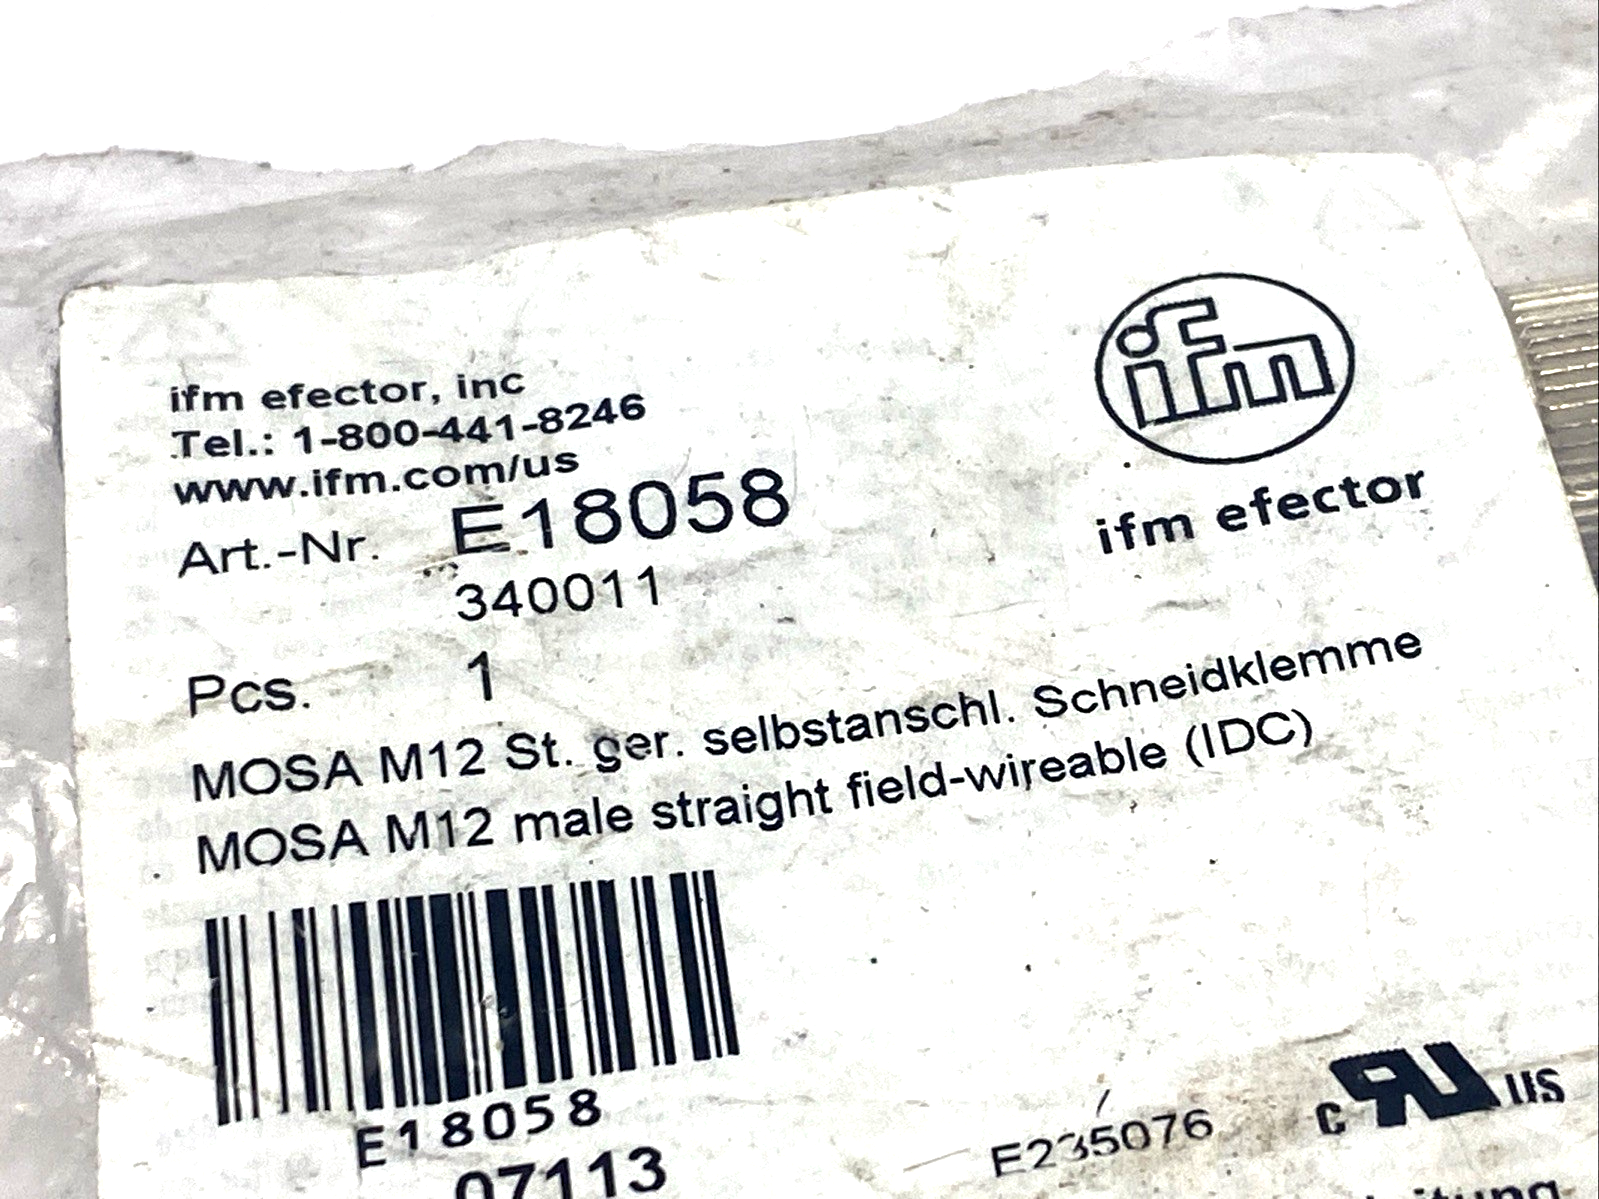 ifm efector, inc
Tel.: 1-800-441-8246
www.ifm.com/us
Art.-Nr. E18058
340011
Pcs. 1
MOSA M12 St. ger. selbstanschl. Schneidklemme
MOSA M12 male straight field-wireable (IDC)
E18058
07113
ifm
ifm efector
E235076
c RU US